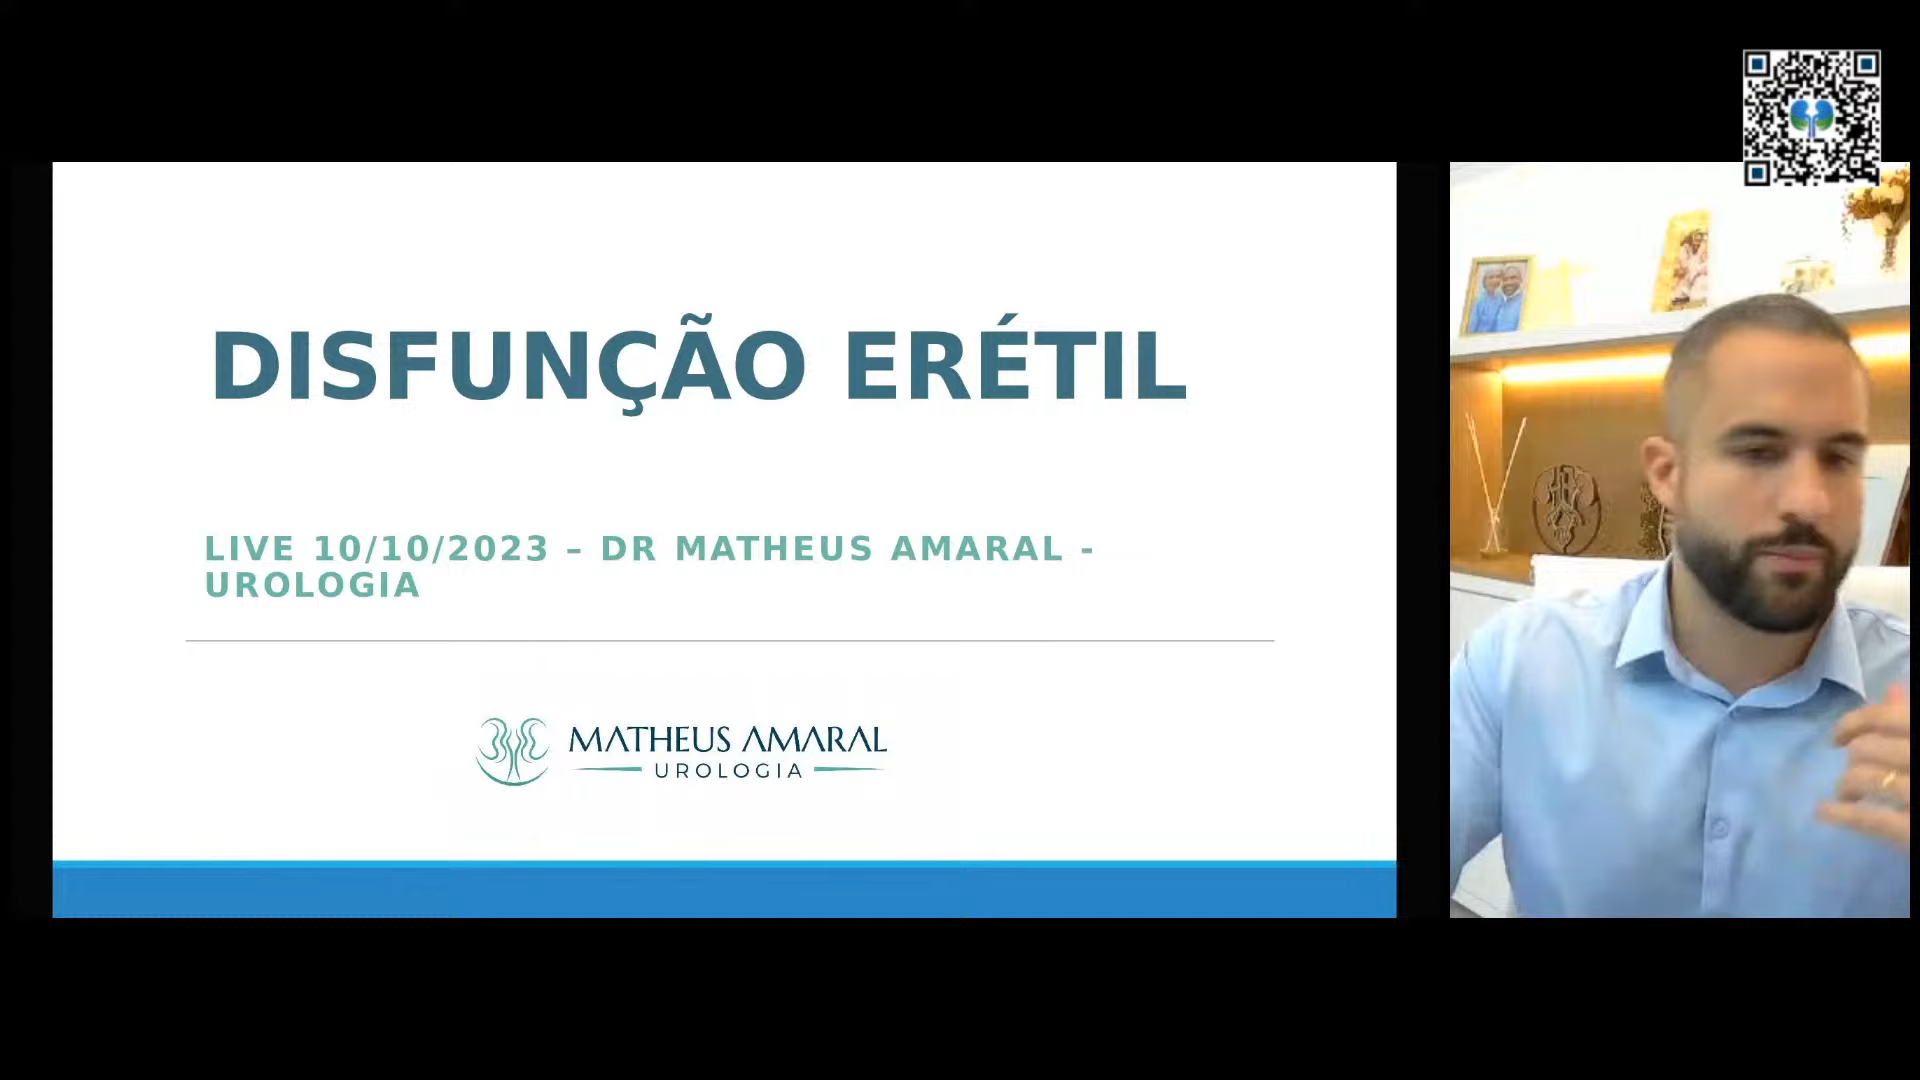 DISFUNÇÃO ERÉTIL
LIVE 10/10/2023 – DR MATHEUS AMARAL -
UROLOGIA
MATHEUS AMARAL
UROLOGIA